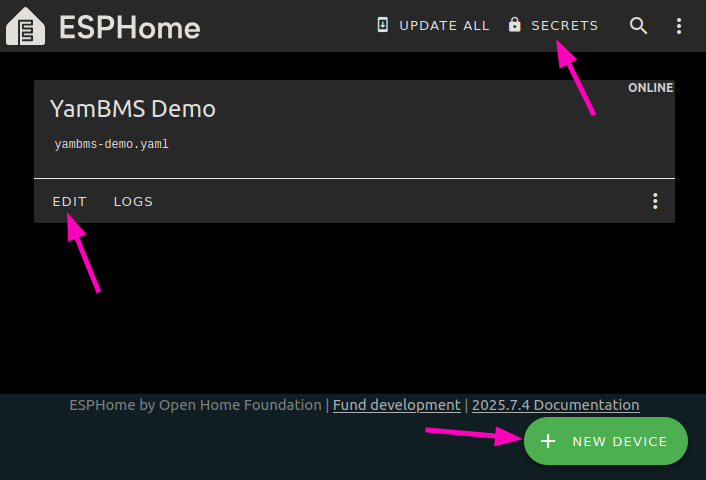 ESPHome UPDATE ALL SECRETS
ONLINE
YamBMS Demo
yambms-demo.yaml
EDIT LOGS
ESPHome by Open Home Foundation | Fund development | 2025.7.4 Documentation
+ NEW DEVICE